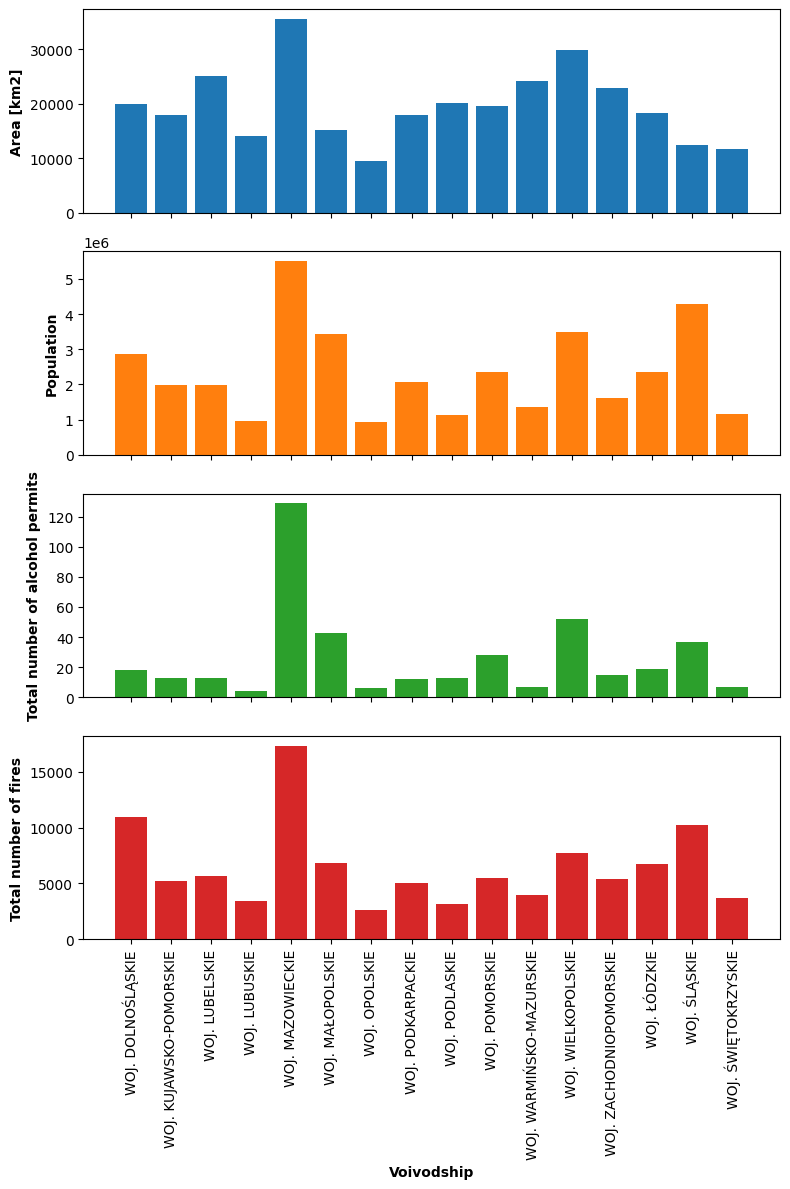 Area [km2]
30000
20000
10000
0
1e6
Population
5
4
3
2
1
0
Total number of alcohol permits
120
100
80
60
40
20
0
Total number of fires
15000
10000
5000
0
WOJ. DOLNOŚLĄSKIE
WOJ. KUJAWSKO-POMORSKIE
WOJ. LUBELSKIE
WOJ. LUBUSKIE
WOJ. MAZOWIECKIE
WOJ. MAŁOPOLSKIE
WOJ. OPOLSKIE
WOJ. PODKARPACKIE
WOJ. PODLASKIE
WOJ. POMORSKIE
WOJ. WARMIŃSKO-MAZURSKIE
WOJ. WIELKOPOLSKIE
WOJ. ZACHODNIOPOMORSKIE
WOJ. ŁÓDZKIE
WOJ. ŚLĄSKIE
WOJ. ŚWIĘTOKRZYSKIE
Voivodship